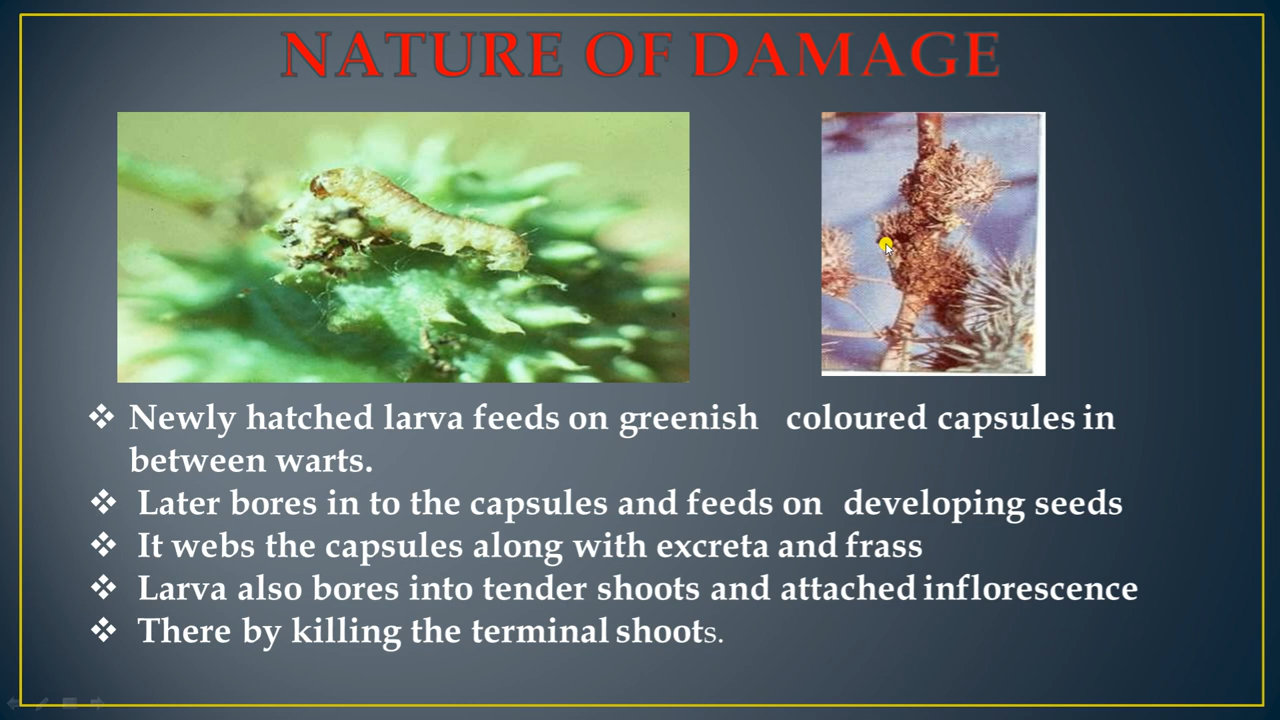 NATURE OF DAMAGE
❖ Newly hatched larva feeds on greenish coloured capsules in
between warts.
❖ Later bores in to the capsules and feeds on developing seeds
❖ It webs the capsules along with excreta and frass
❖ Larva also bores into tender shoots and attached inflorescence
❖ There by killing the terminal shoots.